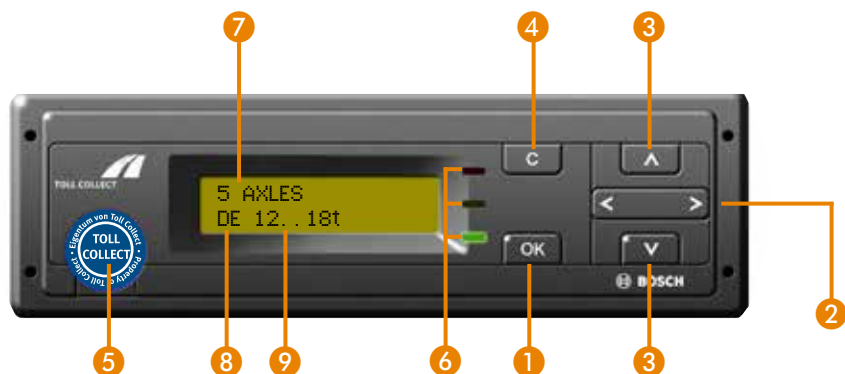 7
4
3
TOLL COLLECT
5 AXLES
DE 12..18t
C
∧
< >
OK
∨
BOSCH
Eigentum von Toll Collect • Property of Toll Collect •
TOLL
COLLECT
2
5
8
9
6
1
3